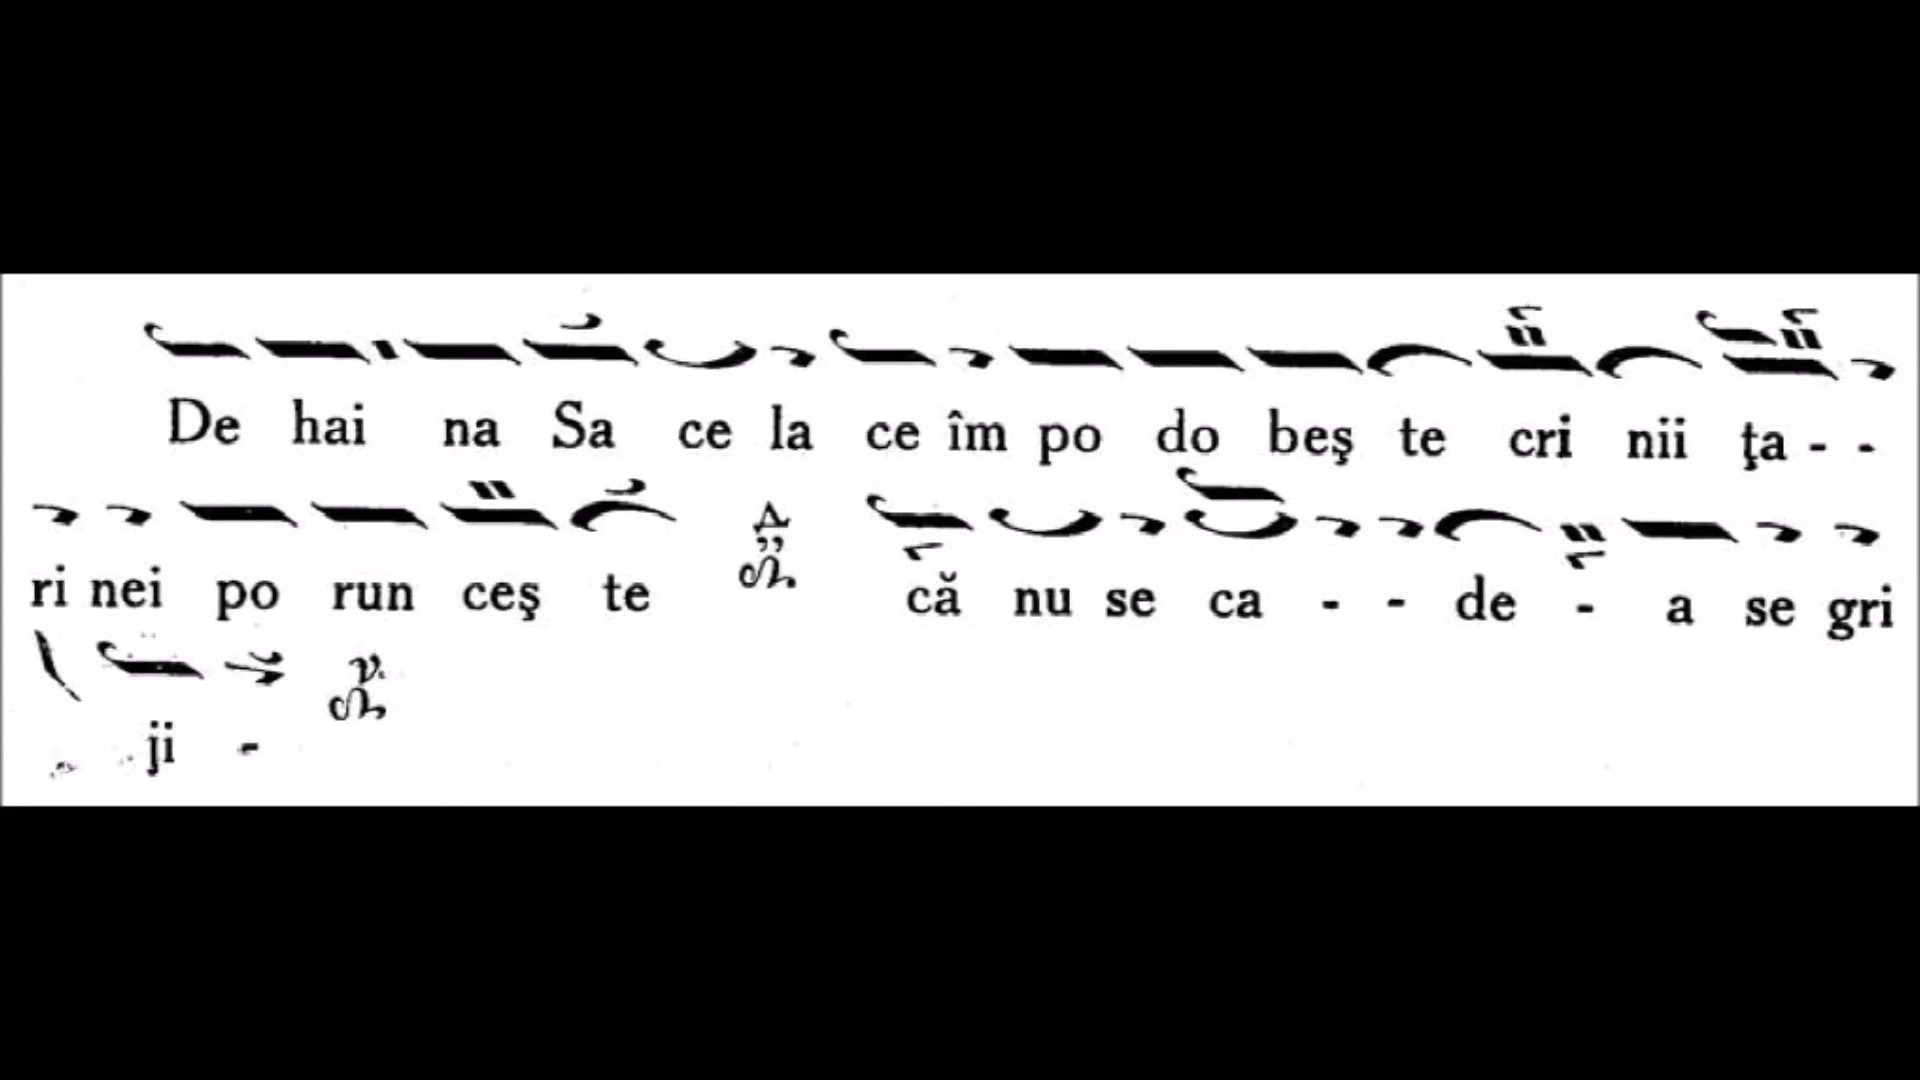 De hai na Sa ce la ce îm po do beş te cri nii ţa - -
ri nei po run ceş te Δ că nu se ca - - de - a se gri
ji - ν